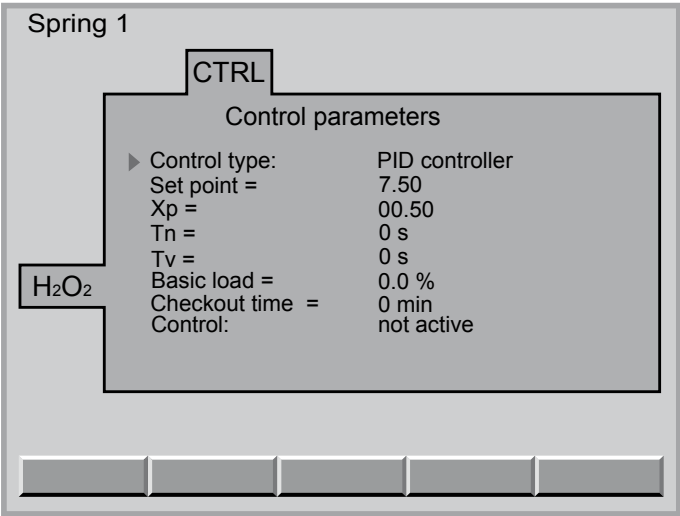 Spring 1
CTRL
Control parameters
Control type: PID controller
Set point = 7.50
Xp = 00.50
Tn = 0 s
Tv = 0 s
H₂O₂
Basic load = 0.0 %
Checkout time = 0 min
Control: not active